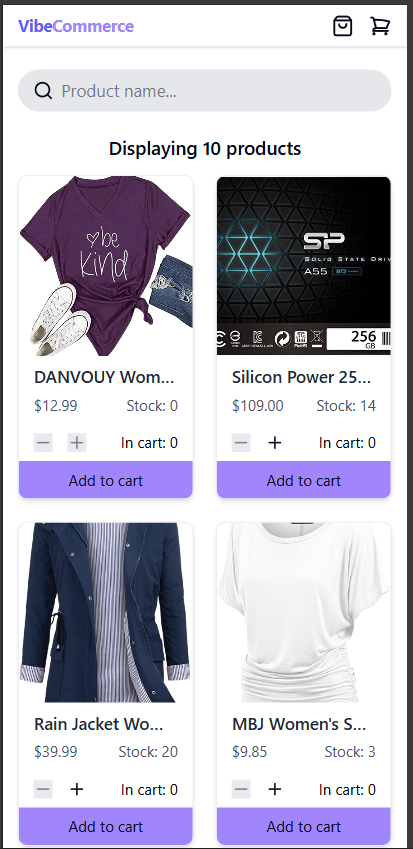 VibeCommerce
Product name...
Displaying 10 products
be
kind
SP
SOLID STATE DRIV
A55 3D
256
GB
DANVOUY Wom...
Silicon Power 25...
$12.99
Stock: 0
$109.00
Stock: 14
In cart: 0
In cart: 0
Add to cart
Add to cart
Rain Jacket Wo...
MBJ Women's S...
$39.99
Stock: 20
$9.85
Stock: 3
In cart: 0
In cart: 0
Add to cart
Add to cart